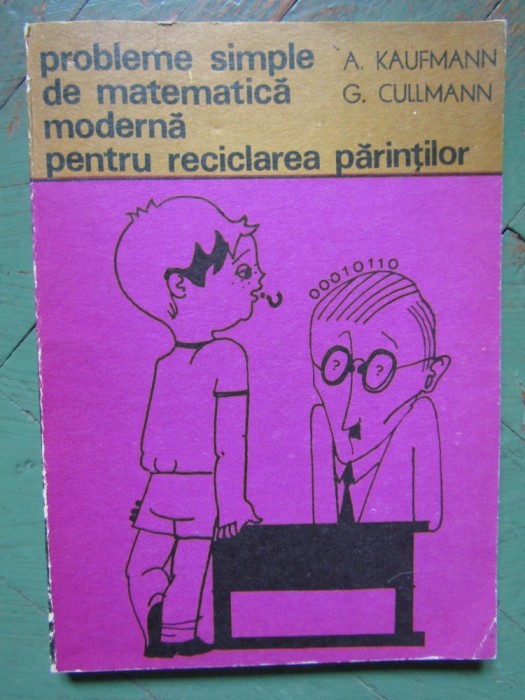 probleme simple
de matematică
modernă
pentru reciclarea părinților
A. KAUFMANN
G. CULLMANN
00010110
? ?